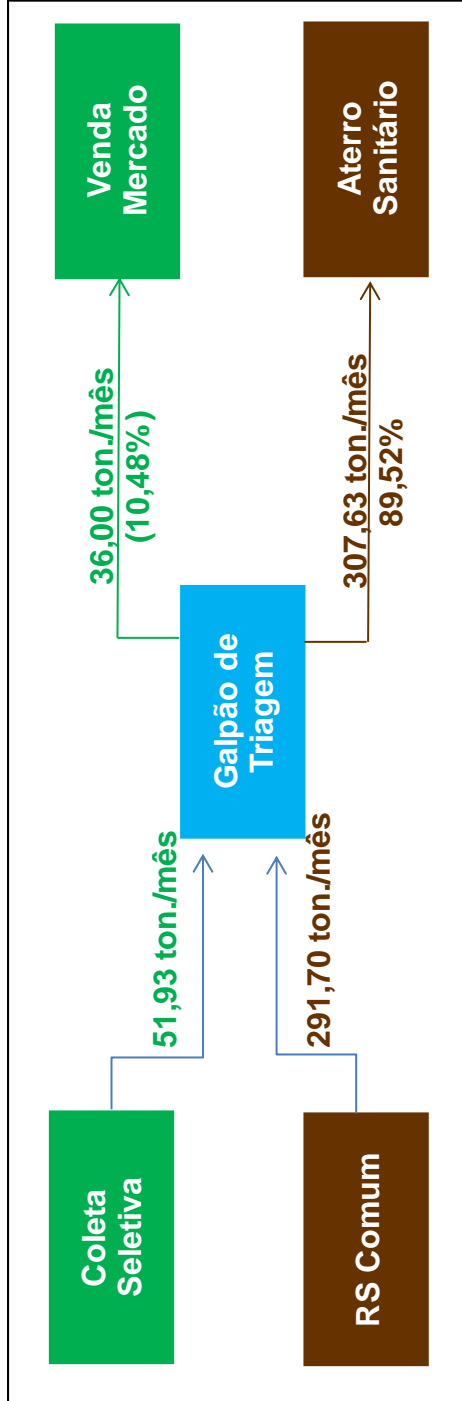 Coleta
Seletiva
RS Comum
51,93 ton./mês
291,70 ton./mês
Galpão de
Triagem
36,00 ton./mês
(10,48%)
307,63 ton./mês
89,52%
Venda
Mercado
Aterro
Sanitário